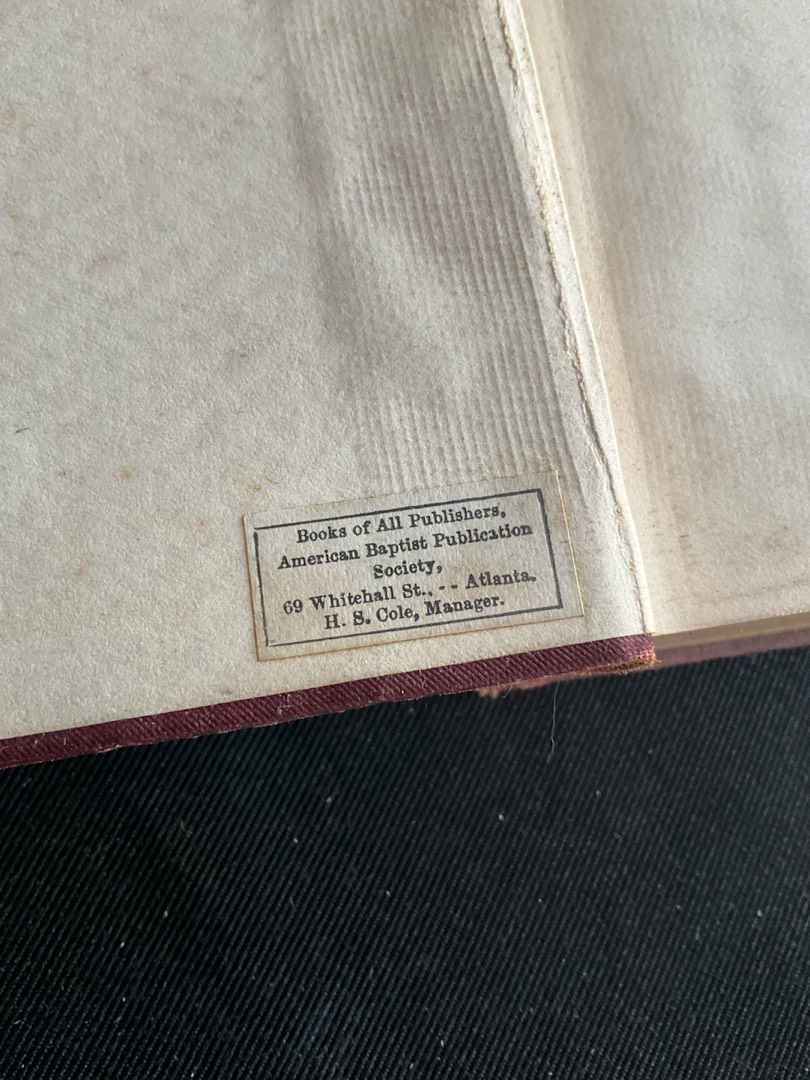 Books of All Publishers,
American Baptist Publication
Society,
69 Whitehall St., - - Atlanta.
H. S. Cole, Manager.